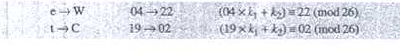 e → W 04 → 22 (04 × k₁ + k₂) ≡ 22 (mod 26)
t → C 19 → 02 (19 × k₁ + k₂) ≡ 02 (mod 26)